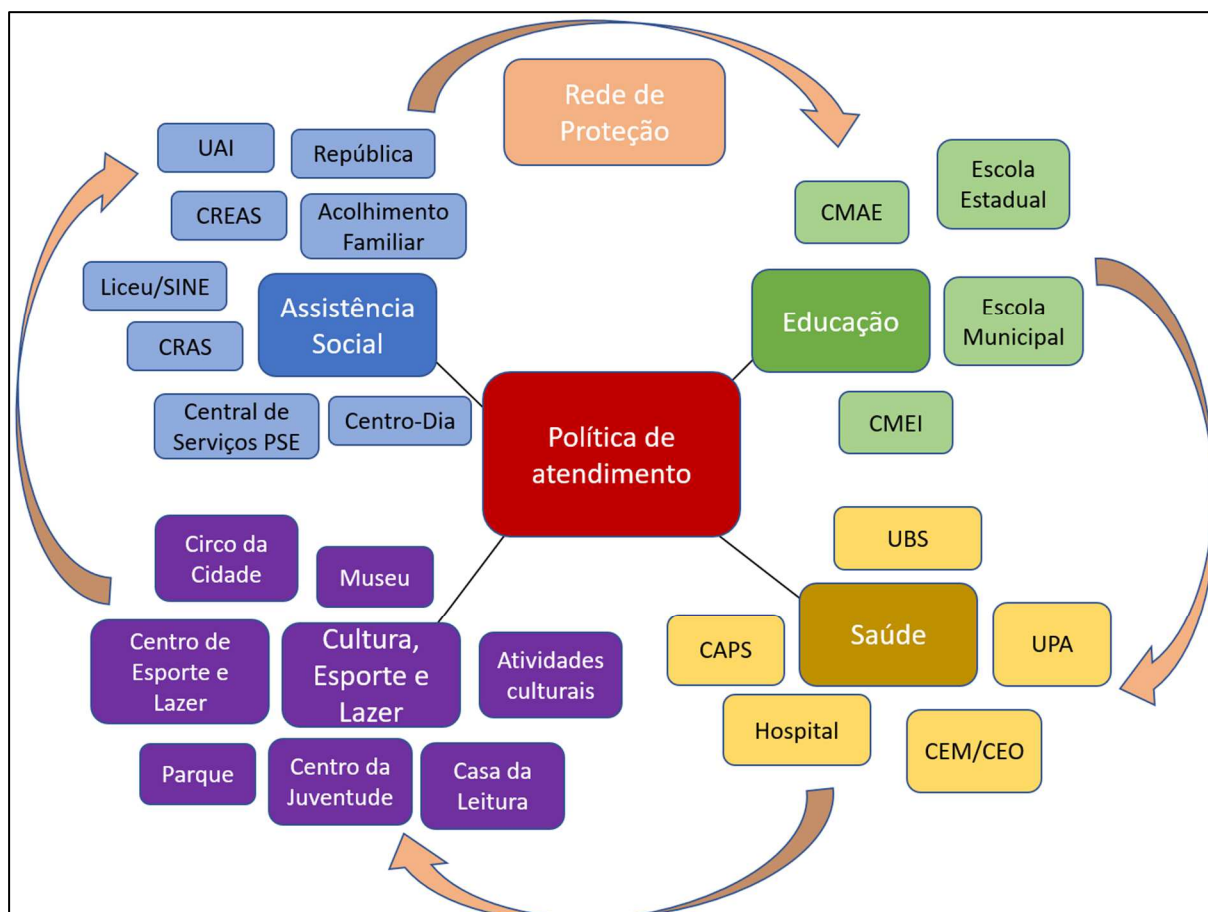 Rede de
Proteção
UAI
República
CREAS
Acolhimento
Familiar
Liceu/SINE
Assistência
Social
CRAS
Central de
Serviços PSE
Centro-Dia
CMAE
Escola
Estadual
Educação
Escola
Municipal
CMEI
Política de
atendimento
Circo da
Cidade
Museu
Centro de
Esporte e
Lazer
Cultura,
Esporte e
Lazer
Atividades
culturais
Parque
Centro da
Juventude
Casa da
Leitura
UBS
CAPS
Saúde
UPA
Hospital
CEM/CEO